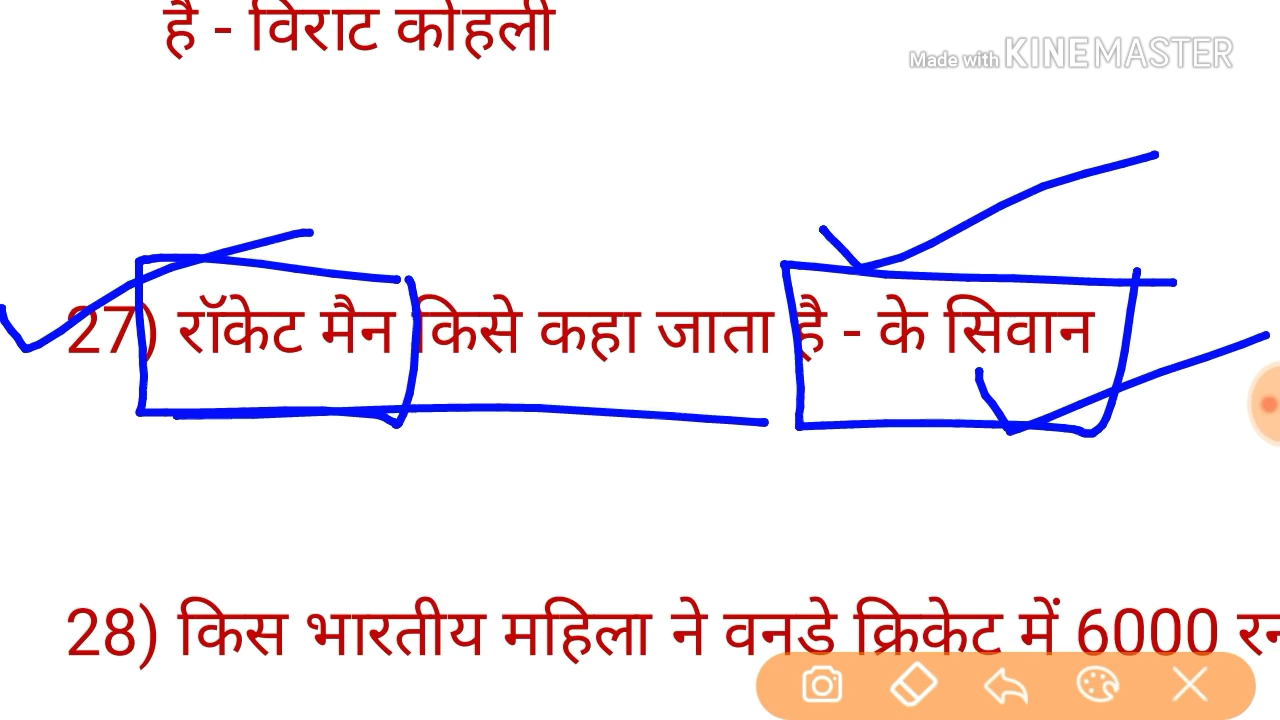 है - विराट कोहली
Made with KINEMASTER
27) रॉकेट मैन किसे कहा जाता है - के सिवान
28) किस भारतीय महिला ने वनडे क्रिकेट में 6000